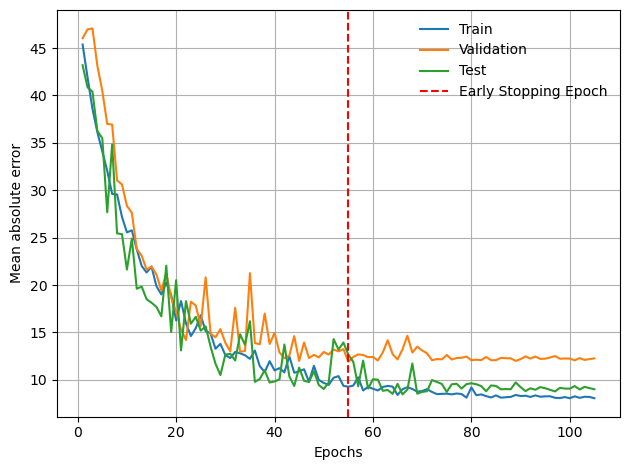 Train
Validation
Test
Early Stopping Epoch
Mean absolute error
45
40
35
30
25
20
15
10
0 20 40 60 80 100
Epochs